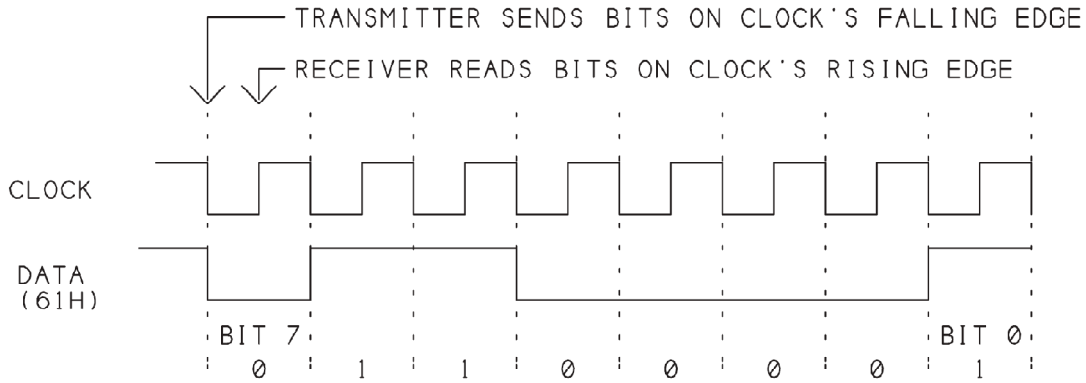 TRANSMITTER SENDS BITS ON CLOCK'S FALLING EDGE
RECEIVER READS BITS ON CLOCK'S RISING EDGE
CLOCK
DATA
(61H)
BIT 7 BIT 0
0 1 1 0 0 0 0 1